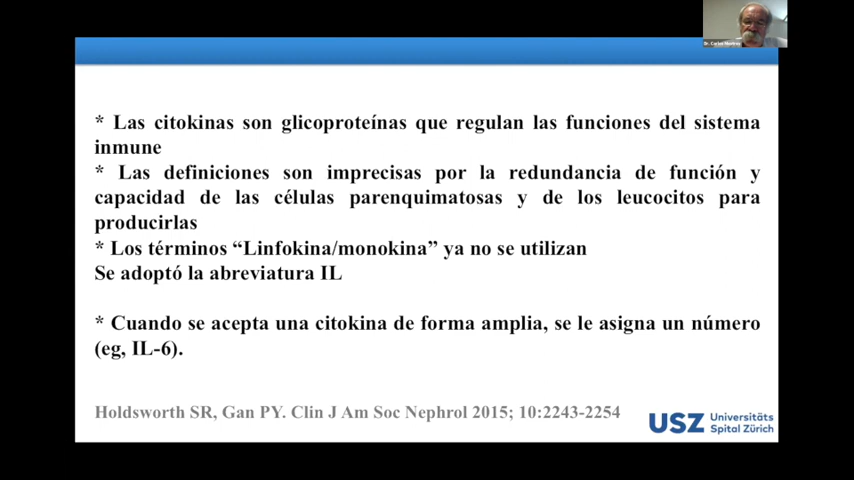 * Las citokinas son glicoproteínas que regulan las funciones del sistema
inmune
* Las definiciones son imprecisas por la redundancia de función y
capacidad de las células parenquimatosas y de los leucocitos para
producirlas
* Los términos “Linfokina/monokina” ya no se utilizan
Se adoptó la abreviatura IL
* Cuando se acepta una citokina de forma amplia, se le asigna un número
(eg, IL-6).
Holdsworth SR, Gan PY. Clin J Am Soc Nephrol 2015; 10:2243-2254
USZ Universitäts
Spital Zürich
Dr. Carlos